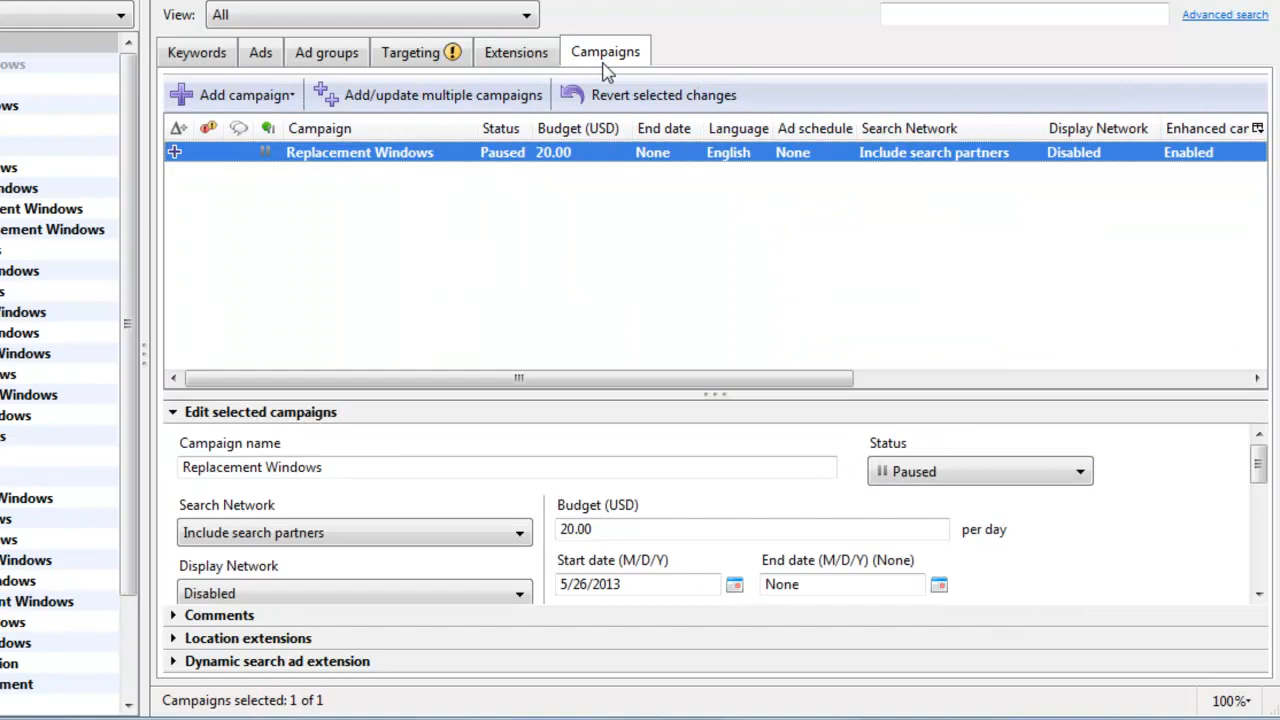 View: All Advanced search
Keywords Ads Ad groups Targeting Extensions Campaigns
Add campaign Add/update multiple campaigns Revert selected changes
Campaign Status Budget (USD) End date Language Ad schedule Search Network Display Network Enhanced
Replacement Windows Paused 20.00 None English None Include search partners Disabled Enabled
Edit selected campaigns
Campaign name Status
Replacement Windows Paused
Search Network Budget (USD)
Include search partners 20.00 per day
Display Network Start date (M/D/Y) End date (M/D/Y) (None)
Disabled 5/26/2013 None
Comments
Location extensions
Dynamic search ad extension
Campaigns selected: 1 of 1 100%
ows
ows
ws
ndows
ent Windows
ement Windows
s
ndows
s
indows
ndows
Windows
ws
Windows
dows
s
Windows
ws
ows
Windows
ndows
nt Windows
ows
dows
ion
ment